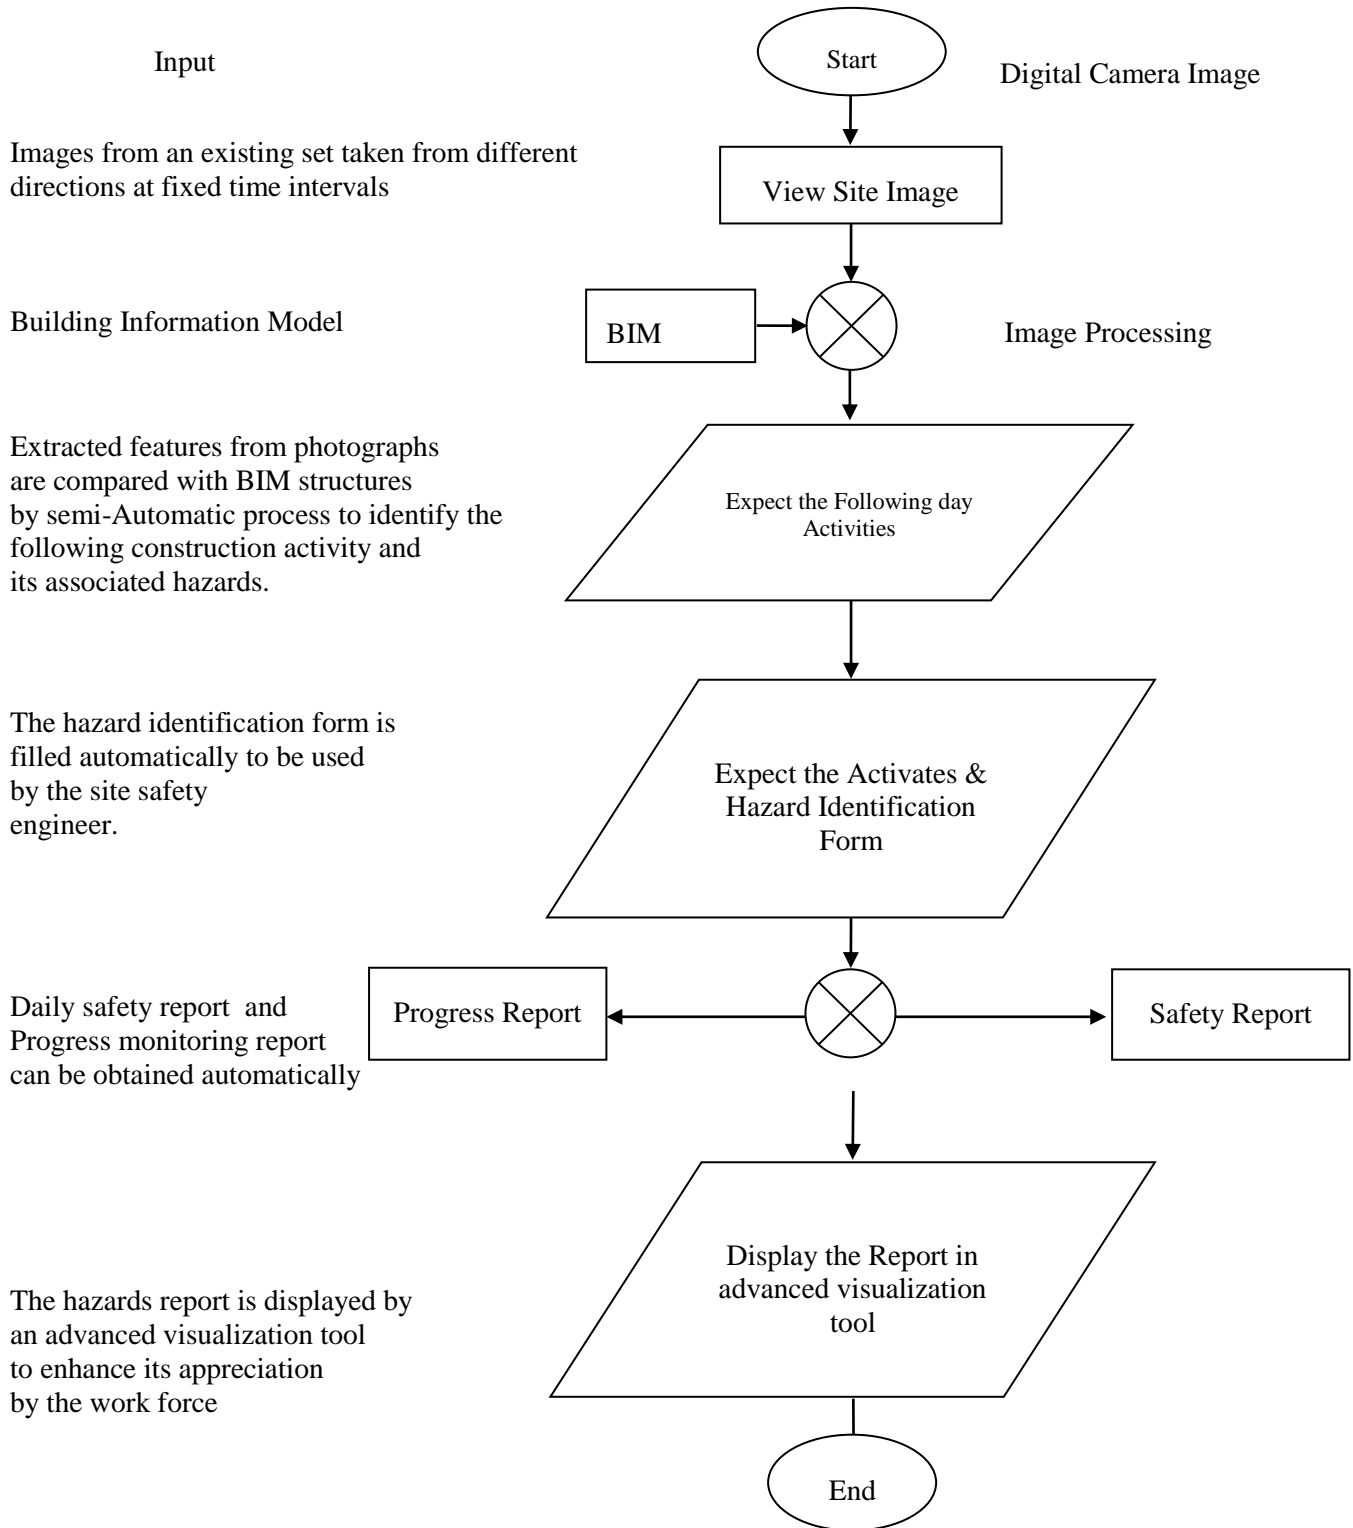 Start
Input
Digital Camera Image
Images from an existing set taken from different
directions at fixed time intervals
View Site Image
Building Information Model
BIM
Image Processing
Extracted features from photographs
are compared with BIM structures
by semi-Automatic process to identify the
following construction activity and
its associated hazards.
Expect the Following day
Activities
The hazard identification form is
filled automatically to be used
by the site safety
engineer.
Expect the Activates &
Hazard Identification
Form
Daily safety report and
Progress monitoring report
can be obtained automatically
Progress Report
Safety Report
Display the Report in
advanced visualization
tool
The hazards report is displayed by
an advanced visualization tool
to enhance its appreciation
by the work force
End